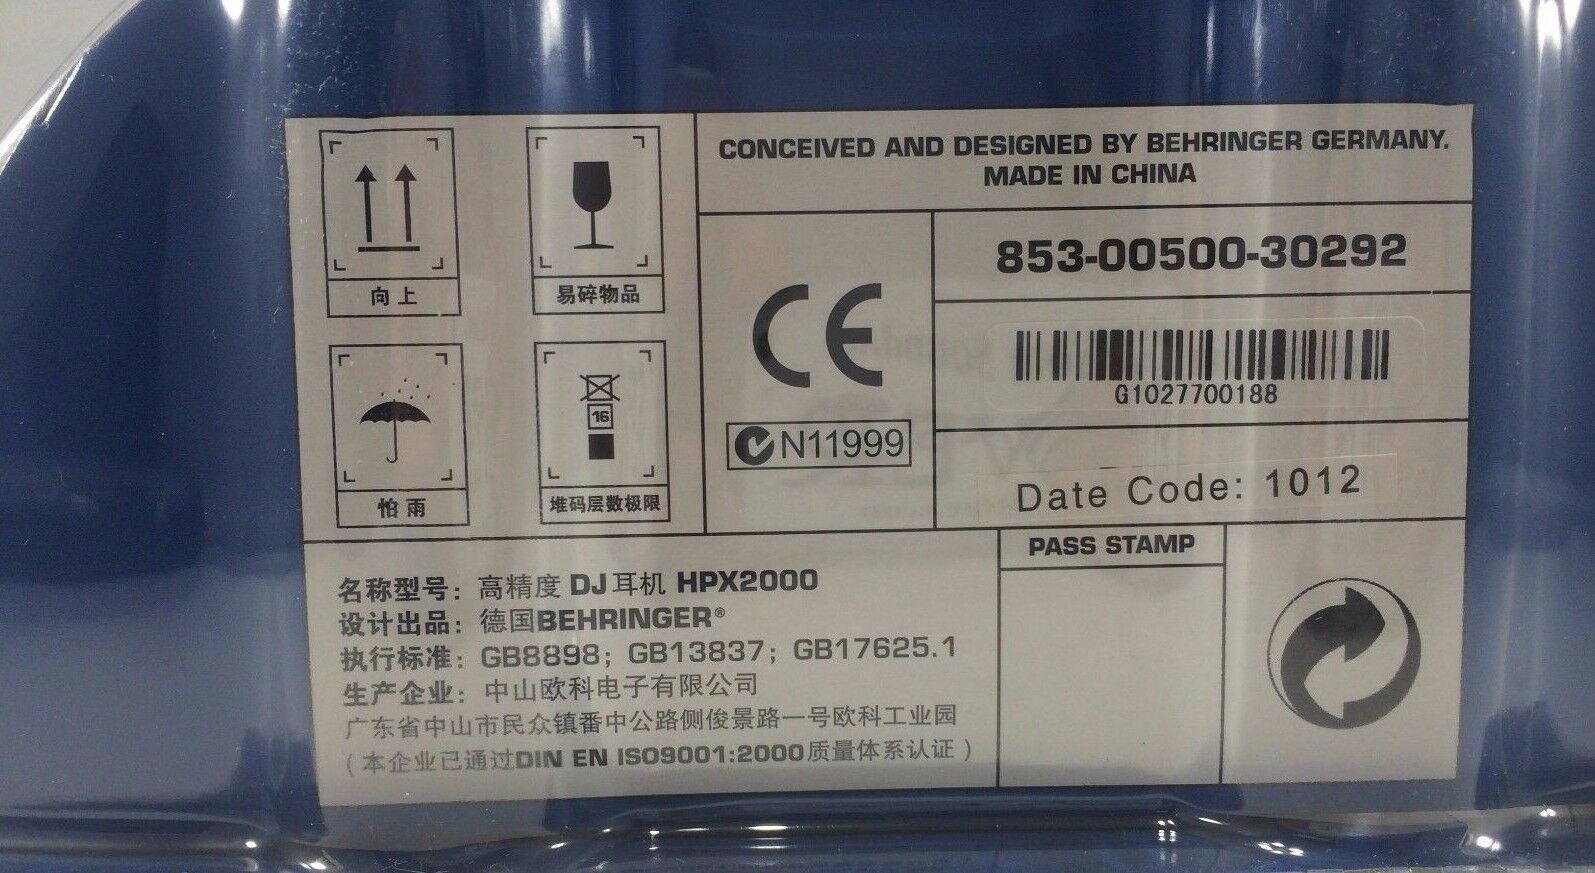 向上
易碎物品
怕雨
16
堆码层数极限
CONCEIVED AND DESIGNED BY BEHRINGER GERMANY.
MADE IN CHINA
CE
N11999
853-00500-30292
G1027700188
Date Code: 1012
名称型号: 高精度 DJ 耳机 HPX2000
设计出品: 德国BEHRINGER®
执行标准: GB8898; GB13837; GB17625.1
生产企业: 中山欧科电子有限公司
广东省中山市民众镇番中公路侧俊景路一号欧科工业园
(本企业已通过DIN EN ISO9001:2000质量体系认证)
PASS STAMP